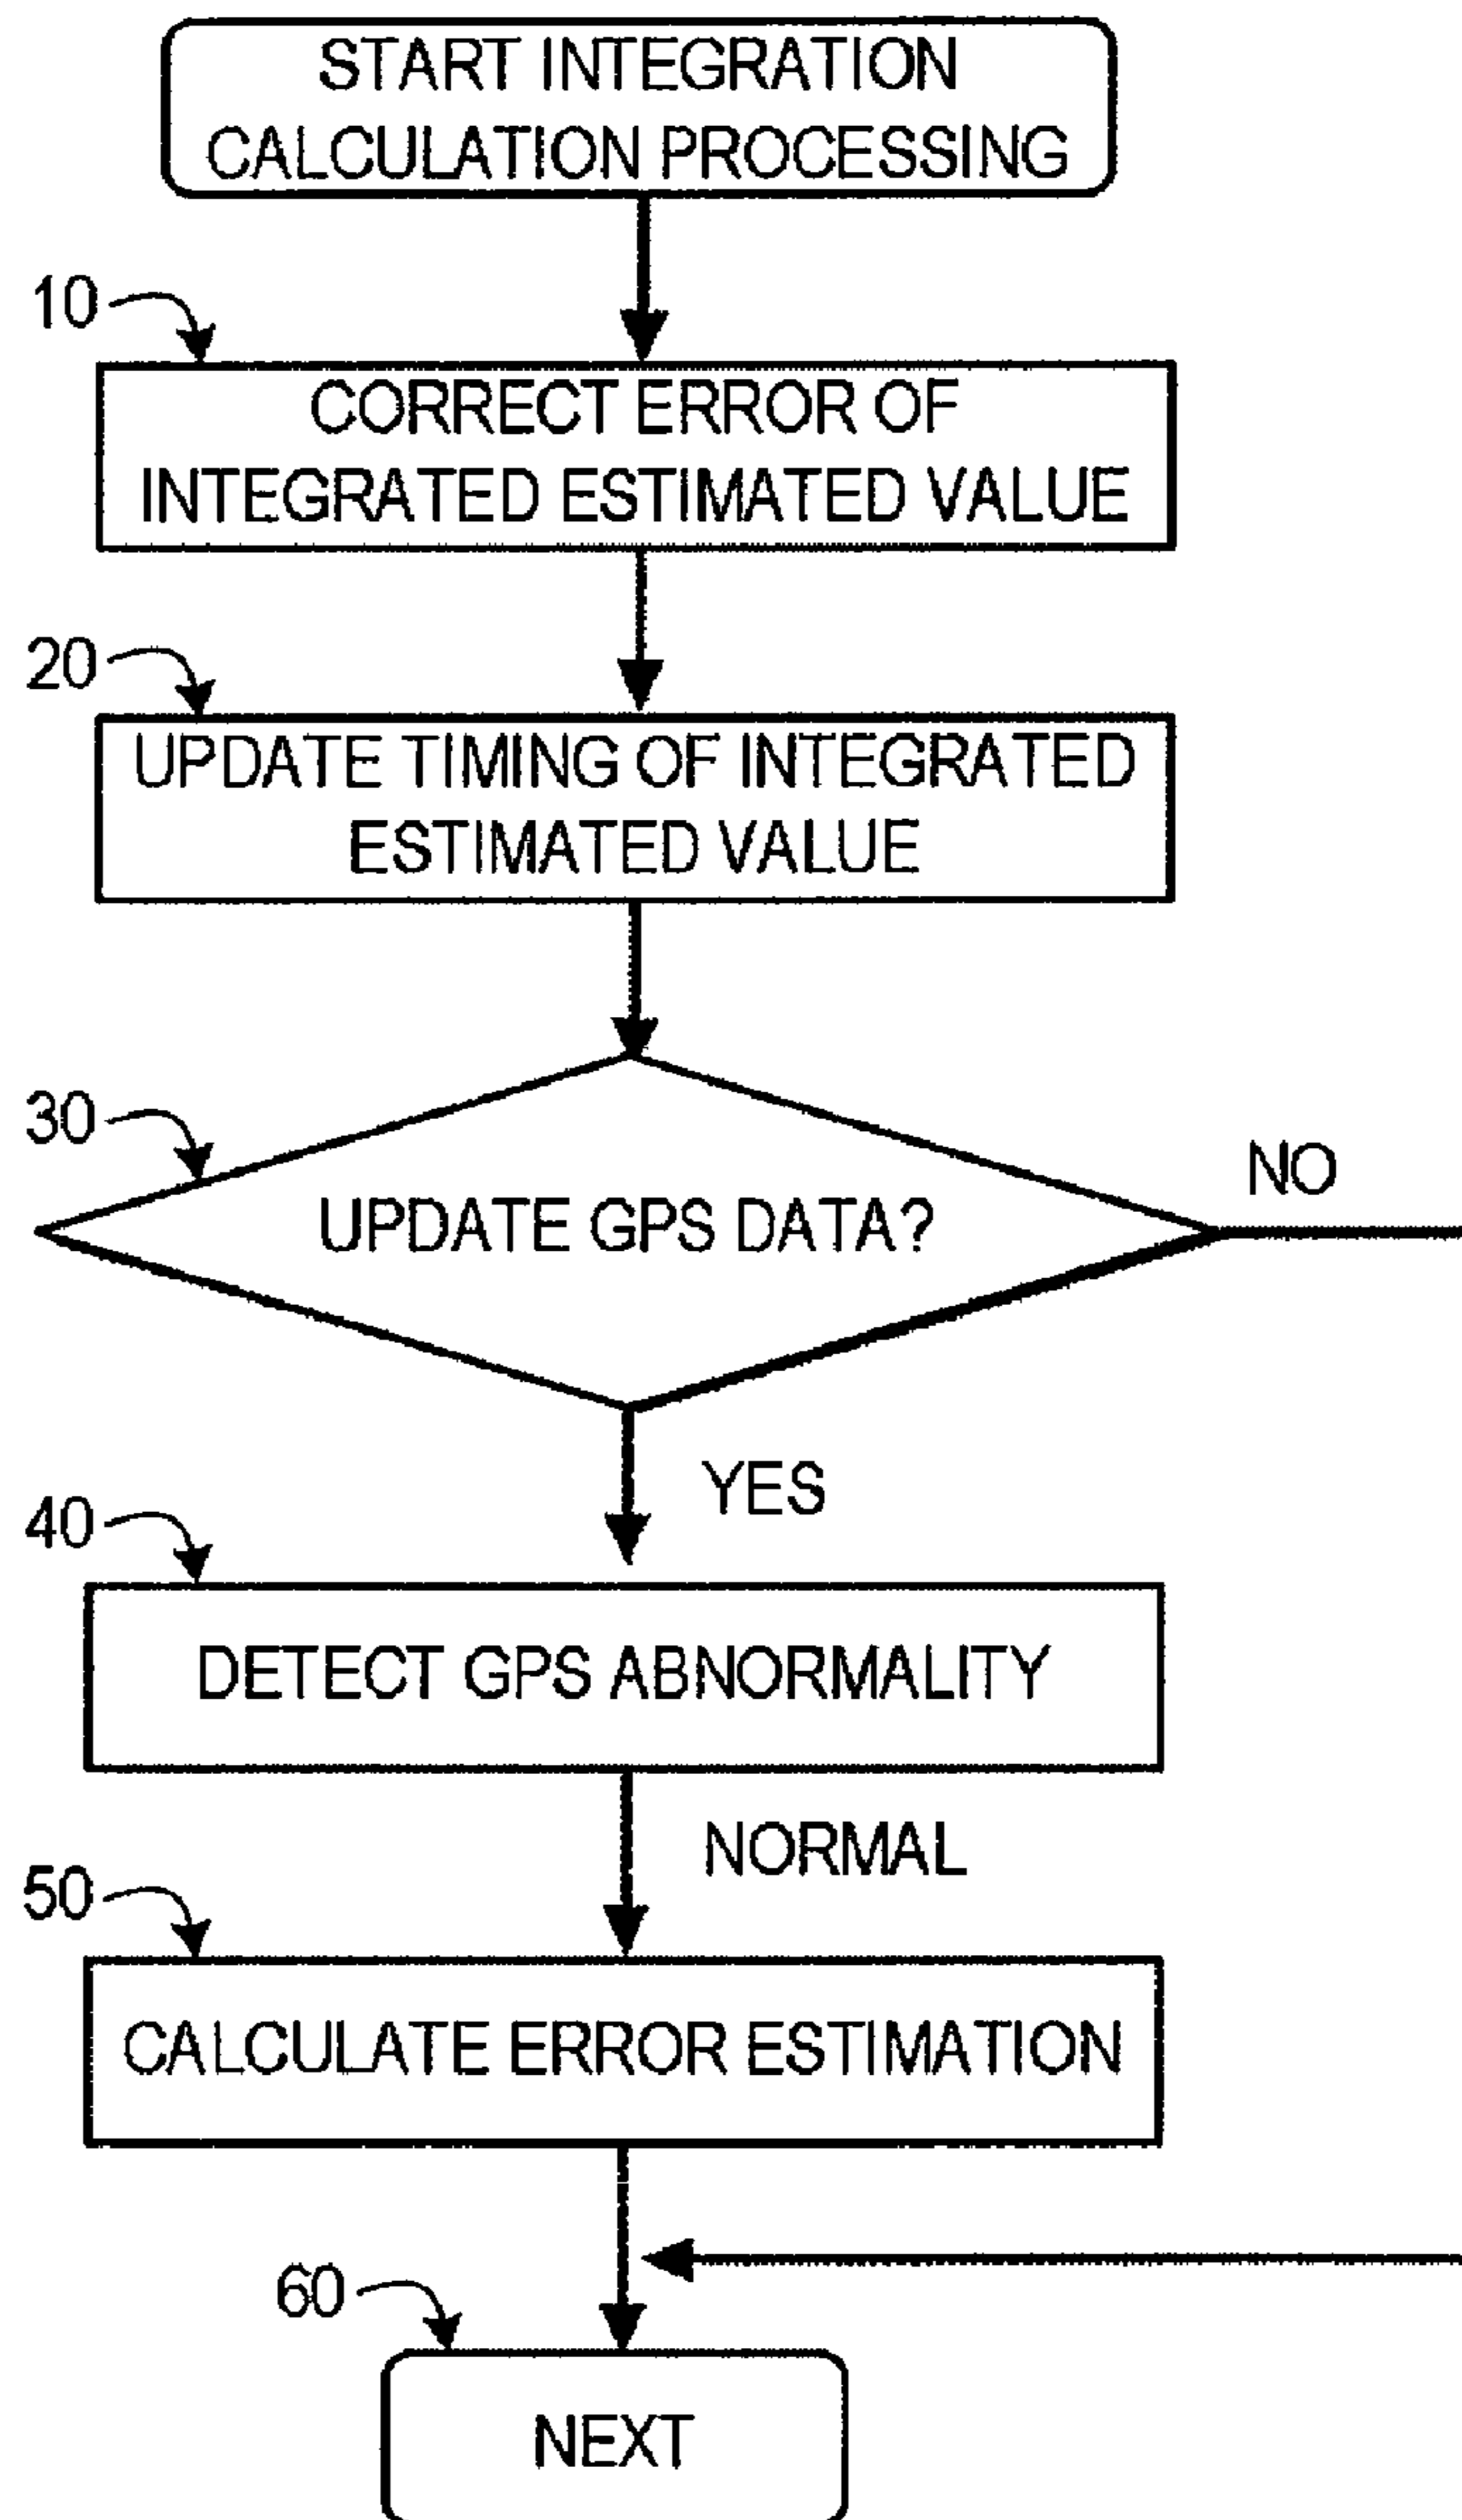 START INTEGRATION
CALCULATION PROCESSING
10
CORRECT ERROR OF
INTEGRATED ESTIMATED VALUE
20
UPDATE TIMING OF INTEGRATED
ESTIMATED VALUE
30
UPDATE GPS DATA?
NO
YES
40
DETECT GPS ABNORMALITY
NORMAL
50
CALCULATE ERROR ESTIMATION
60
NEXT